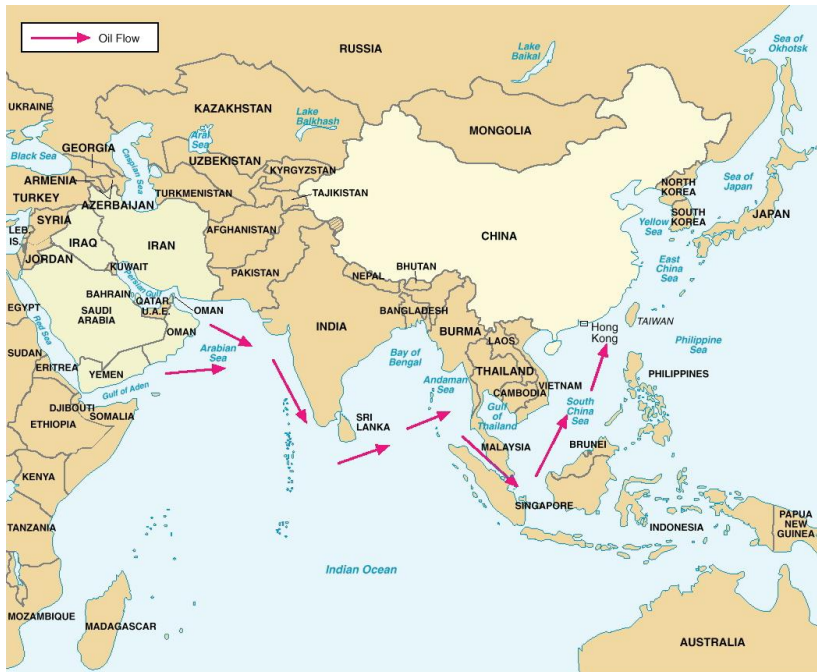 Oil Flow
RUSSIA
Lake
Baikal
Sea of
Okhotsk
UKRAINE
KAZAKHSTAN
Lake
Balkhash
MONGOLIA
Aral
Sea
GEORGIA
Black Sea
Caspian Sea
UZBEKISTAN
KYRGYZSTAN
ARMENIA
TURKEY
AZERBAIJAN
TURKMENISTAN
TAJIKISTAN
NORTH
KOREA
Sea of
Japan
SYRIA
LEB.
IS.
IRAQ
IRAN
AFGHANISTAN
CHINA
SOUTH
KOREA
JAPAN
Yellow
Sea
JORDAN
KUWAIT
Persian Gulf
PAKISTAN
NEPAL
BHUTAN
East
China
Sea
EGYPT
Red Sea
BAHRAIN
QATAR
U.A.E.
OMAN
SAUDI
ARABIA
OMAN
INDIA
BANGLADESH
BURMA
LAOS
Hong
Kong
TAIWAN
Philippine
Sea
SUDAN
ERITREA
YEMEN
Arabian
Sea
Bay of
Bengal
THAILAND
VIETNAM
PHILIPPINES
Gulf of Aden
Andaman
Sea
CAMBODIA
DJIBOUTI
SOMALIA
ETHIOPIA
SRI
LANKA
Gulf
of
Thailand
South
China
Sea
MALAYSIA
BRUNEI
KENYA
SINGAPORE
TANZANIA
INDONESIA
PAPUA
NEW
GUINEA
Indian Ocean
MOZAMBIQUE
MADAGASCAR
AUSTRALIA